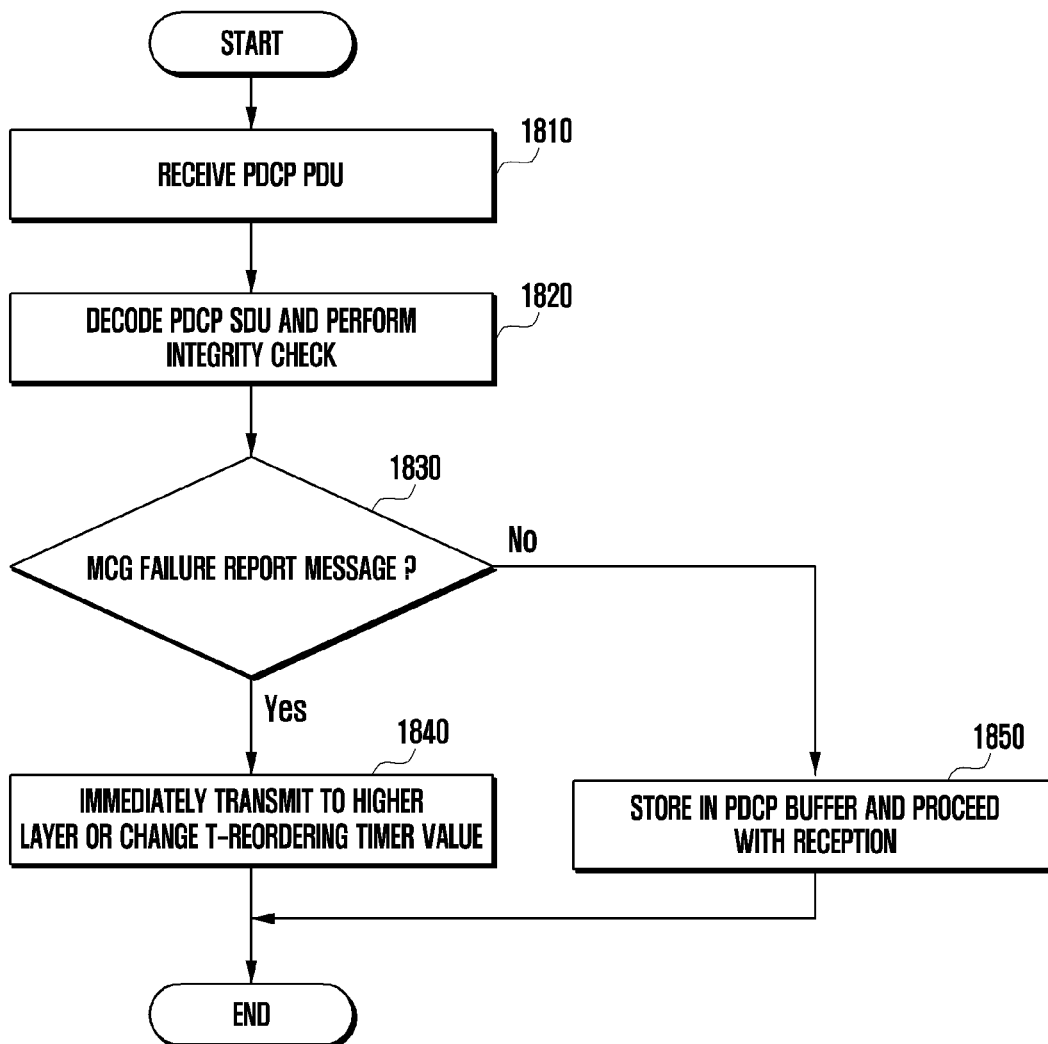 START
1810
RECEIVE PDCP PDU
1820
DECODE PDCP SDU AND PERFORM
INTEGRITY CHECK
1830
MCG FAILURE REPORT MESSAGE ?
No
Yes
1840
IMMEDIATELY TRANSMIT TO HIGHER
LAYER OR CHANGE T-REORDERING TIMER VALUE
1850
STORE IN PDCP BUFFER AND PROCEED
WITH RECEPTION
END